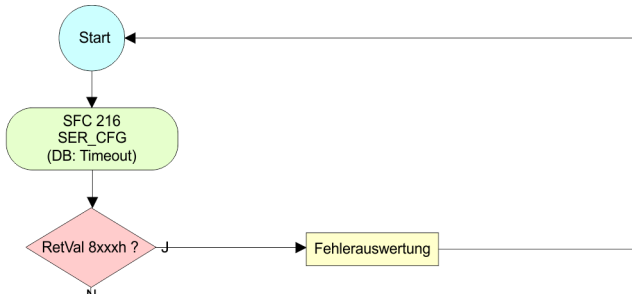 Start
SFC 216
SER_CFG
(DB: Timeout)
RetVal 8xxxh ?
J
Fehlerauswertung
N